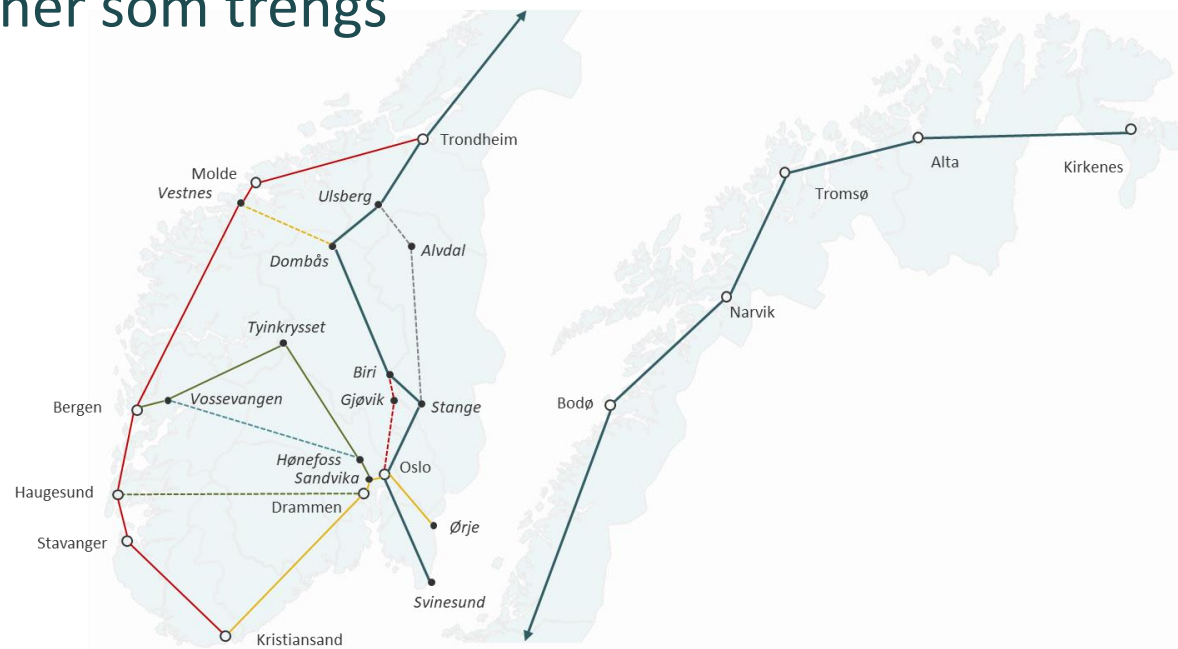 ner som trengs
Trondheim
Molde
Vestnes
Ulsberg
Dombås
Alvdal
Tyinkrysset
Biri
Gjøvik
Stange
Bergen
Vossevangen
Hønefoss
Sandvika
Oslo
Haugesund
Drammen
Ørje
Stavanger
Svinesund
Kristiansand
Alta
Kirkenes
Tromsø
Narvik
Bodø